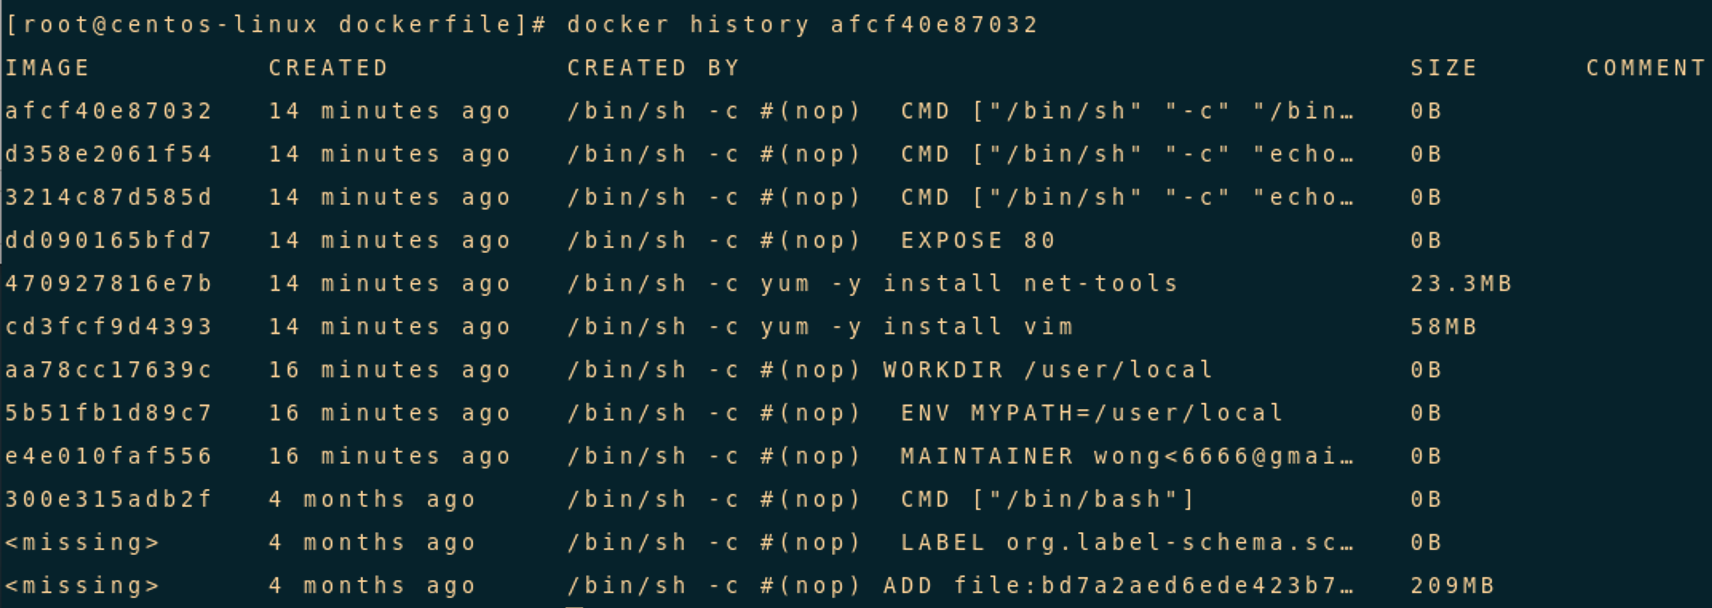 [root@centos-linux dockerfile]# docker history afcf40e87032
IMAGE CREATED CREATED BY SIZE COMMENT
afcf40e87032 14 minutes ago /bin/sh -c #(nop)  CMD ["/bin/sh" "-c" "/bin… 0B
d358e2061f54 14 minutes ago /bin/sh -c #(nop)  CMD ["/bin/sh" "-c" "echo… 0B
3214c87d585d 14 minutes ago /bin/sh -c #(nop)  CMD ["/bin/sh" "-c" "echo… 0B
dd090165bfd7 14 minutes ago /bin/sh -c #(nop)  EXPOSE 80 0B
470927816e7b 14 minutes ago /bin/sh -c yum -y install net-tools 23.3MB
cd3fcf9d4393 14 minutes ago /bin/sh -c yum -y install vim 58MB
aa78cc17639c 16 minutes ago /bin/sh -c #(nop) WORKDIR /user/local 0B
5b51fb1d89c7 16 minutes ago /bin/sh -c #(nop)  ENV MYPATH=/user/local 0B
e4e010faf556 16 minutes ago /bin/sh -c #(nop)  MAINTAINER wong<6666@gmai… 0B
300e315adb2f 4 months ago /bin/sh -c #(nop)  CMD ["/bin/bash"] 0B
<missing> 4 months ago /bin/sh -c #(nop)  LABEL org.label-schema.sc… 0B
<missing> 4 months ago /bin/sh -c #(nop) ADD file:bd7a2aed6ede423b7… 209MB